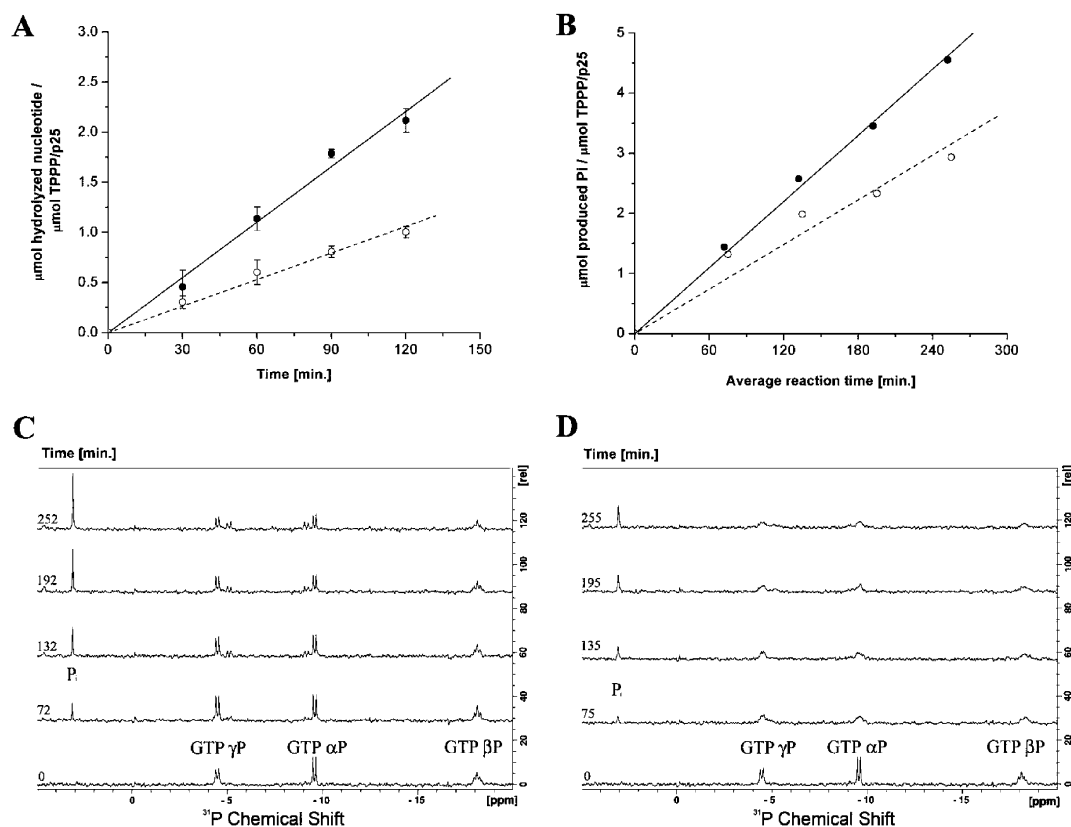 A
3.0
2.5
2.0
1.5
1.0
0.5
0.0
0
30
60
90
120
150
Time [min.]
μmol hydrolyzed nucleotide /
μmol TPPP/p25
B
5
4
3
2
1
0
0
60
120
180
240
300
Average reaction time [min.]
μmol produced Pi / μmol TPPP/p25
C
Time [min.]
[rel]
252
192
132
Pi
72
GTP γP
GTP αP
GTP βP
0
120
100
80
60
40
20
0
0
-5
-10
-15
[ppm]
31P Chemical Shift
D
Time [min.]
[rel]
255
195
135
Pi
75
GTP γP
GTP αP
GTP βP
0
120
100
80
60
40
20
0
0
-5
-10
-15
[ppm]
31P Chemical Shift